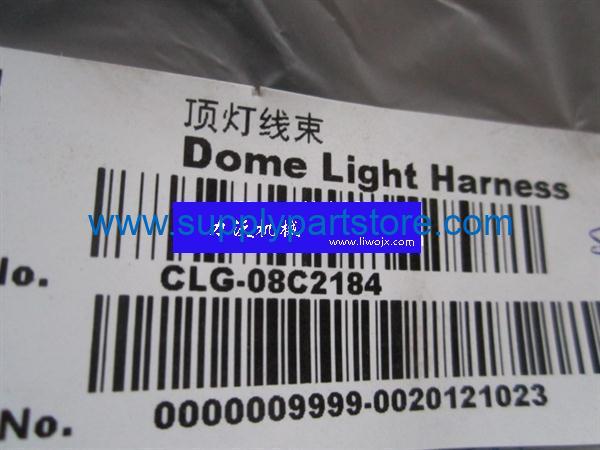 顶灯线束
Dome Light Harness
www.supplypartstore.com
www.liwojx.com
No.
CLG-08C2184
No.
0000009999-0020121023